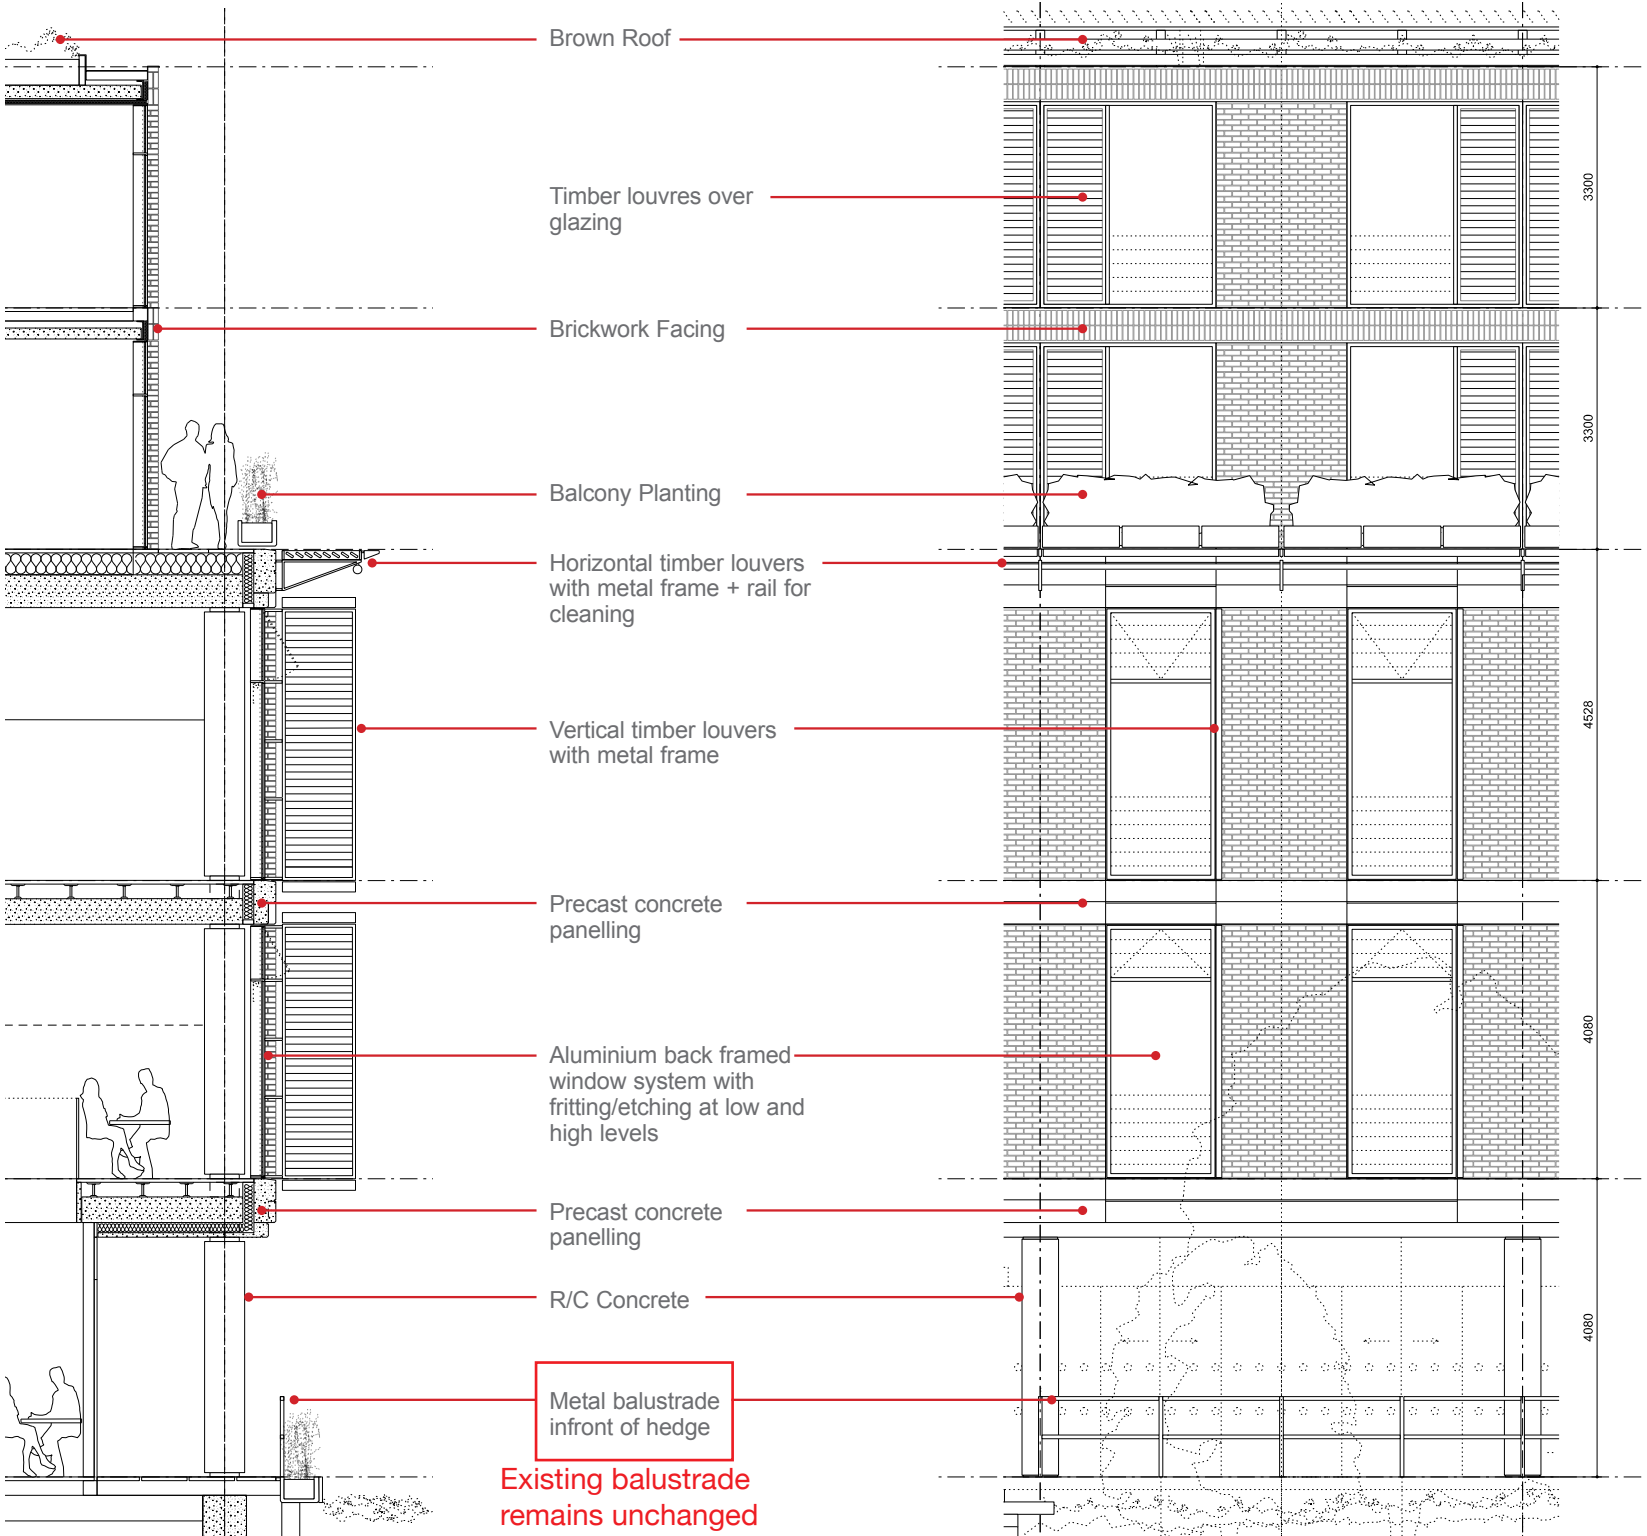 Brown Roof
Timber louvres over
glazing
3300
Brickwork Facing
3300
Balcony Planting
Horizontal timber louvers
with metal frame + rail for
cleaning
Vertical timber louvers
with metal frame
4528
Precast concrete
panelling
Aluminium back framed
window system with
fritting/etching at low and
high levels
4080
Precast concrete
panelling
R/C Concrete
4080
Metal balustrade
infront of hedge
Existing balustrade
remains unchanged